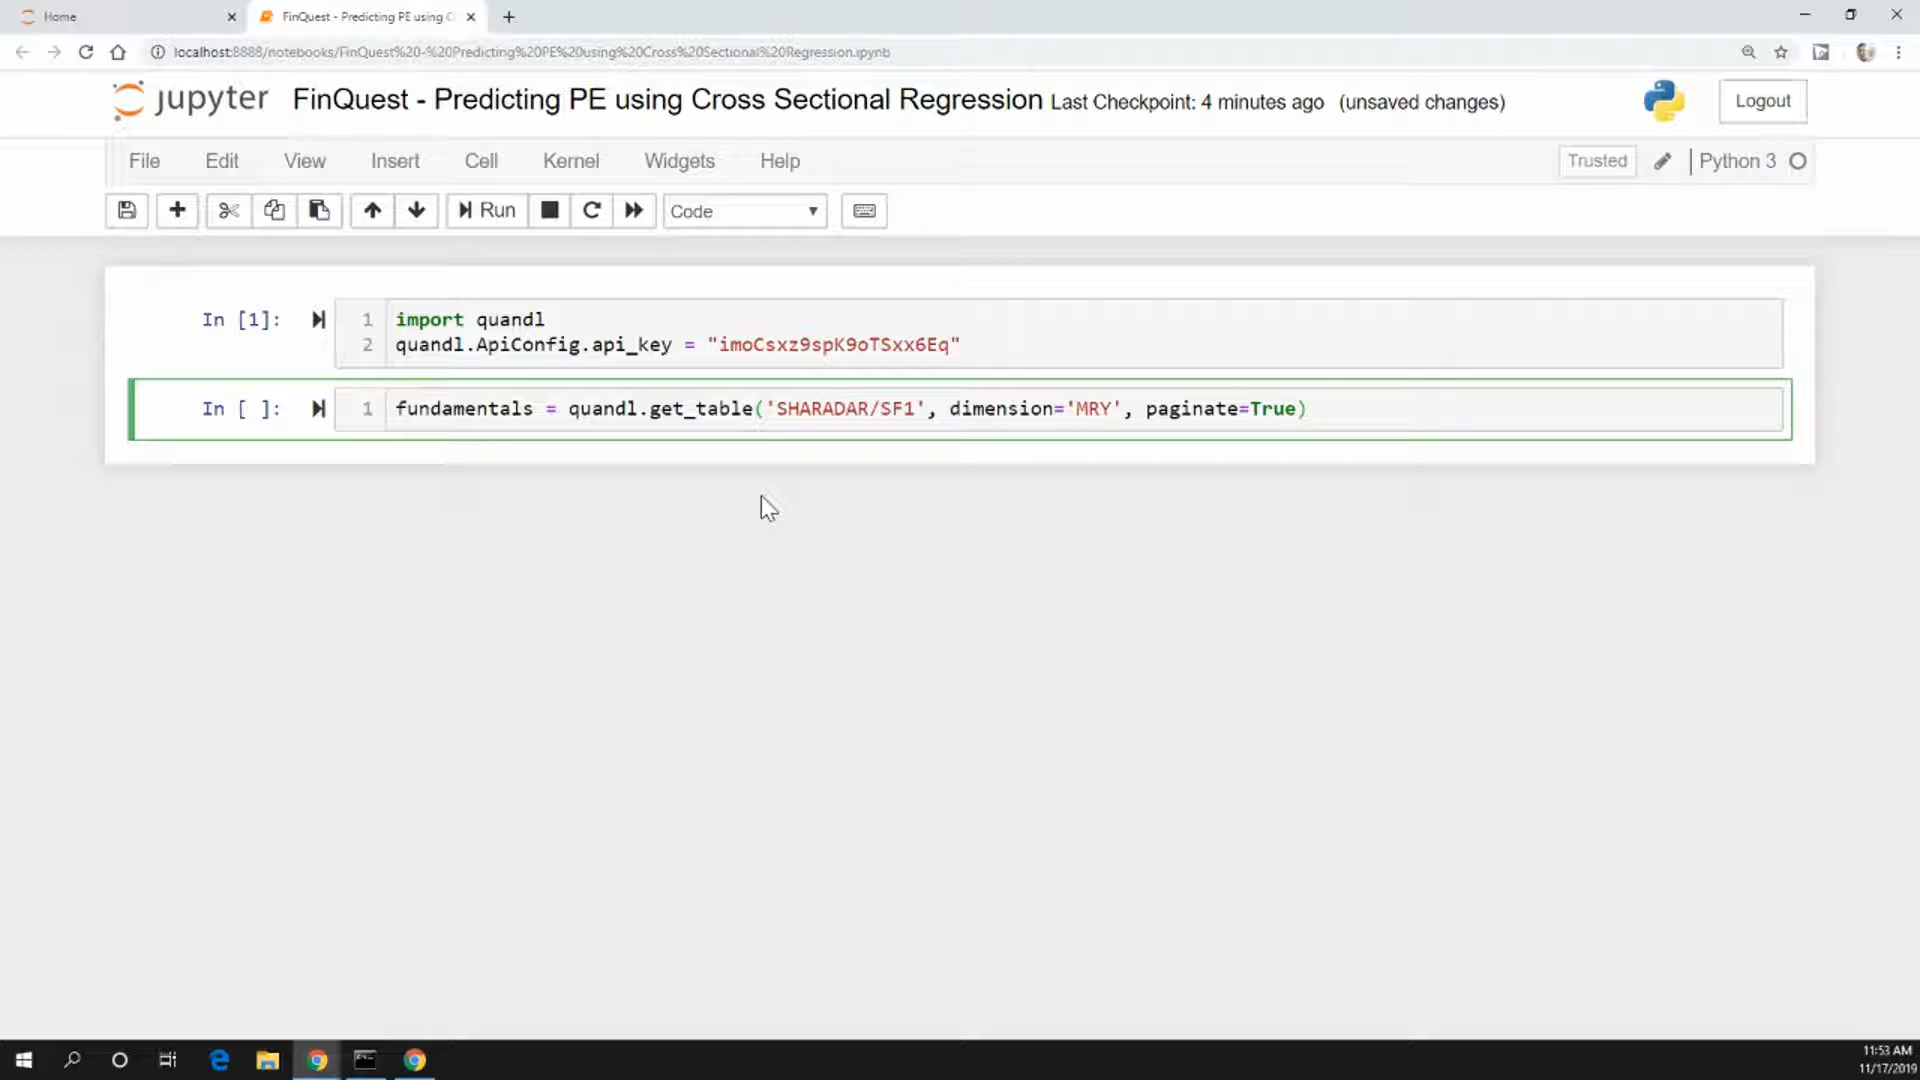 Home
FinQuest - Predicting PE using C
localhost:8888/notebooks/FinQuest%20-%20Predicting%20PE%20using%20Cross%20Sectional%20Regression.ipynb
jupyter FinQuest - Predicting PE using Cross Sectional Regression Last Checkpoint: 4 minutes ago (unsaved changes) Logout
File Edit View Insert Cell Kernel Widgets Help Trusted Python 3
Run Code
In [1]: 1 import quandl
2 quandl.ApiConfig.api_key = "imoCsxz9spK9oTSxx6Eq"
In [ ]: 1 fundamentals = quandl.get_table('SHARADAR/SF1', dimension='MRY', paginate=True)
11:53 AM
11/17/2019